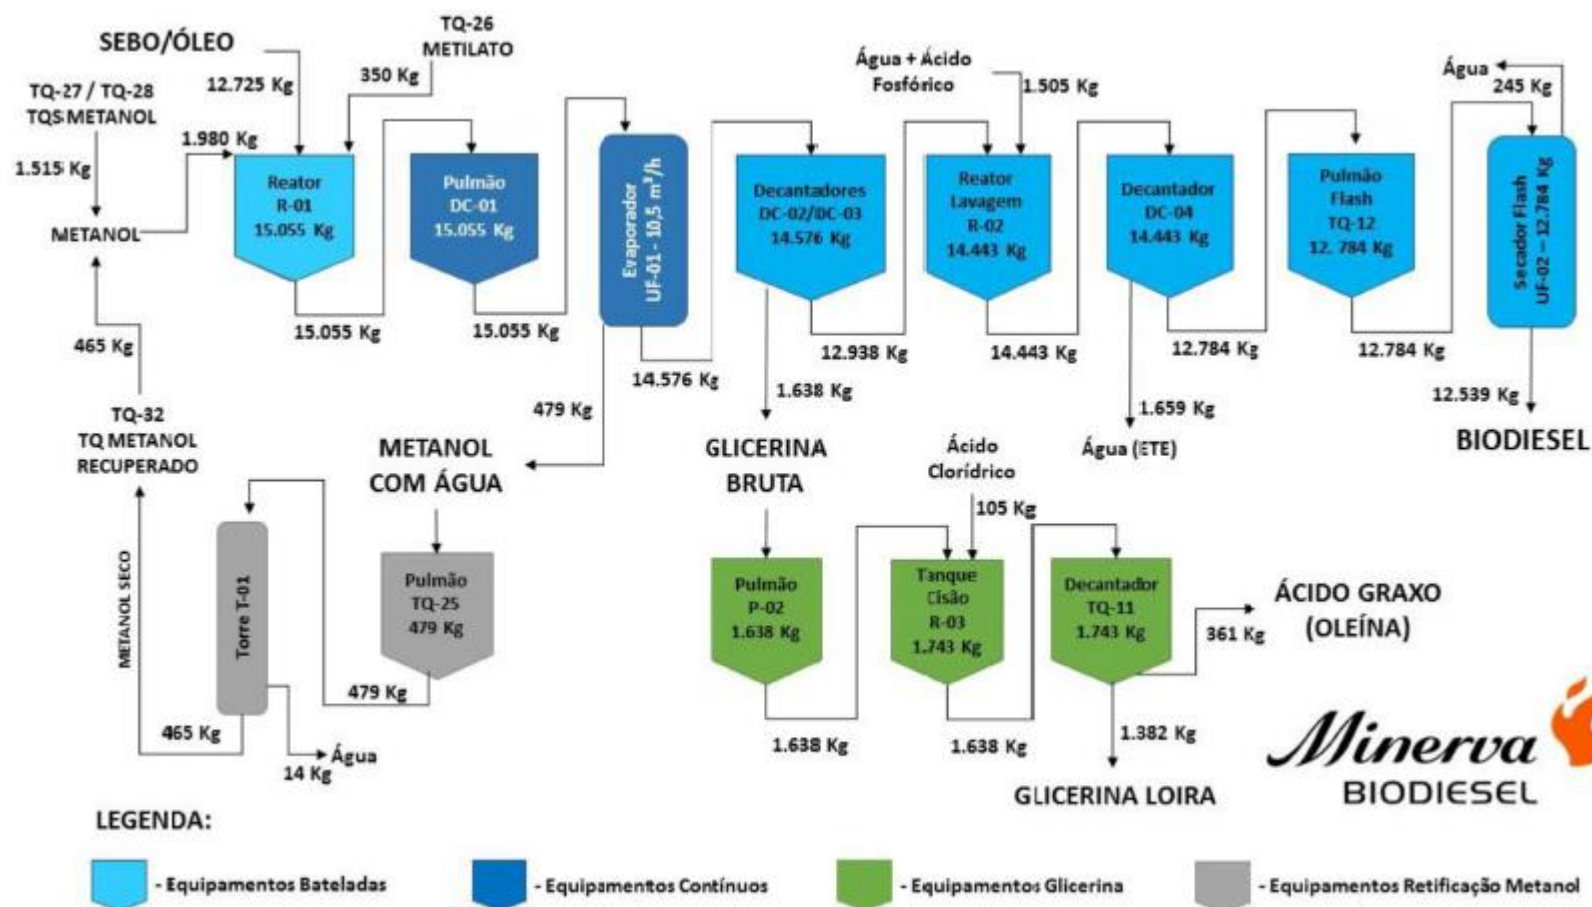 SEBO/ÓLEO
12.725 Kg
TQ-26
METILATO
350 Kg
TQ-27 / TQ-28
TQS METANOL
1.515 Kg
METANOL
1.980 Kg
Reator
R-01
15.055 Kg
15.055 Kg
Pulmão
DC-01
15.055 Kg
15.055 Kg
Evaporador
UF-01 - 10,5 m³/h
14.576 Kg
479 Kg
Decantadores
DC-02/DC-03
14.576 Kg
12.938 Kg
1.638 Kg
Água + Ácido
Fosfórico
1.505 Kg
Reator
Lavagem
R-02
14.443 Kg
14.443 Kg
Decantador
DC-04
14.443 Kg
12.784 Kg
1.659 Kg
Água (ETE)
Pulmão
Flash
TQ-12
12. 784 Kg
12.784 Kg
Água
245 Kg
Secador Flash
UF-02 – 12.784 Kg
12.539 Kg
BIODIESEL
465 Kg
TQ-32
TQ METANOL
RECUPERADO
METANOL SECO
METANOL
COM ÁGUA
Pulmão
TQ-25
479 Kg
479 Kg
Torre T-01
465 Kg
14 Kg
Água
GLICERINA
BRUTA
Pulmão
P-02
1.638 Kg
1.638 Kg
Ácido
Clorídrico
105 Kg
Tanque
Cisão
R-03
1.743 Kg
1.638 Kg
Decantador
TQ-11
1.743 Kg
361 Kg
ÁCIDO GRAXO
(OLEÍNA)
1.382 Kg
GLICERINA LOIRA
Minerva
BIODIESEL
LEGENDA:
- Equipamentos Bateladas
- Equipamentos Contínuos
- Equipamentos Glicerina
- Equipamentos Retificação Metanol